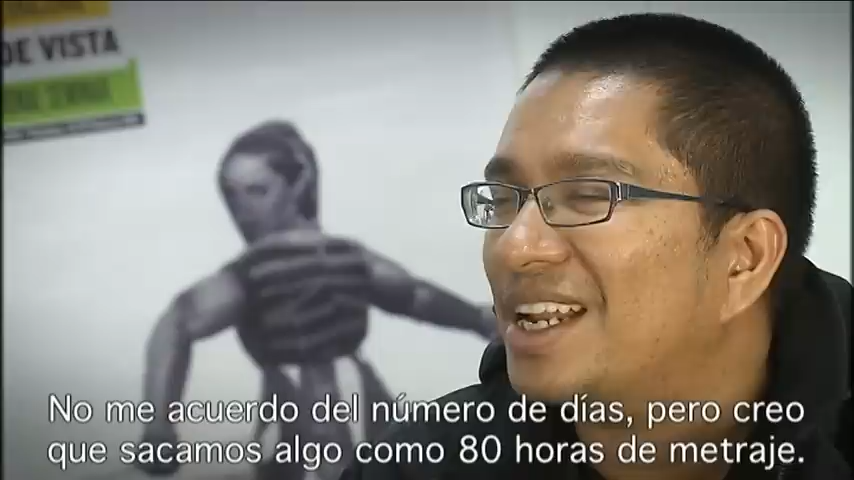 DE VISTA
No me acuerdo del número de días, pero creo
que sacamos algo como 80 horas de metraje.